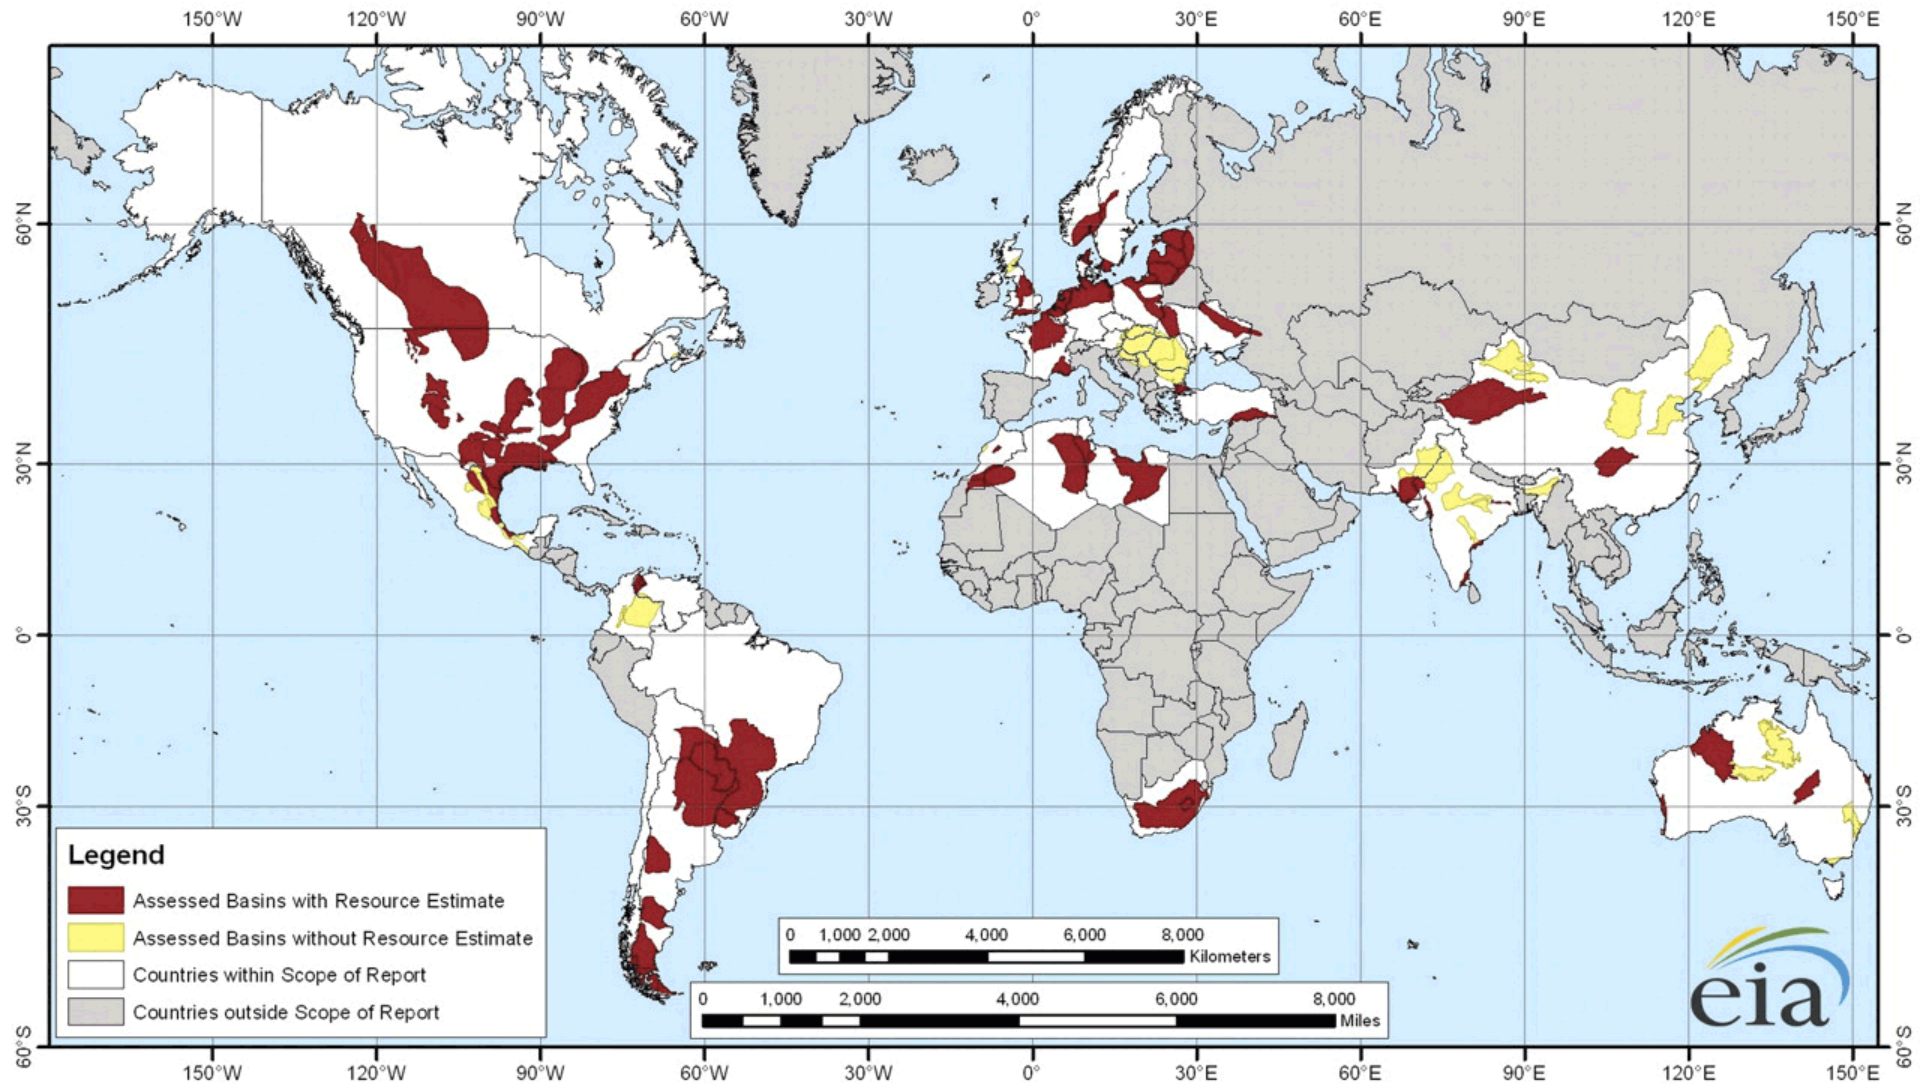 150°W 120°W 90°W 60°W 30°W 0° 30°E 60°E 90°E 120°E 150°E
60°N 60°N
30°N 30°N
0° 0°
30°S 30°S
Legend
Assessed Basins with Resource Estimate
Assessed Basins without Resource Estimate
Countries within Scope of Report
Countries outside Scope of Report
0 1,000 2,000 4,000 6,000 8,000
Kilometers
0 1,000 2,000 4,000 6,000 8,000
Miles
eia
60°S 60°S
150°W 120°W 90°W 60°W 30°W 0° 30°E 60°E 90°E 120°E 150°E